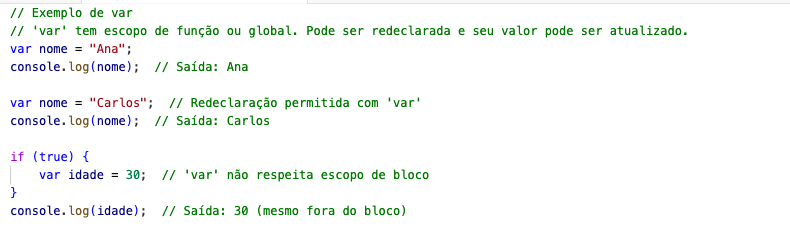 // Exemplo de var
// 'var' tem escopo de função ou global. Pode ser redeclarada e seu valor pode ser atualizado.
var nome = "Ana";
console.log(nome);  // Saída: Ana

var nome = "Carlos";  // Redeclaração permitida com 'var'
console.log(nome);  // Saída: Carlos

if (true) {
    var idade = 30;  // 'var' não respeita escopo de bloco
}
console.log(idade);  // Saída: 30 (mesmo fora do bloco)